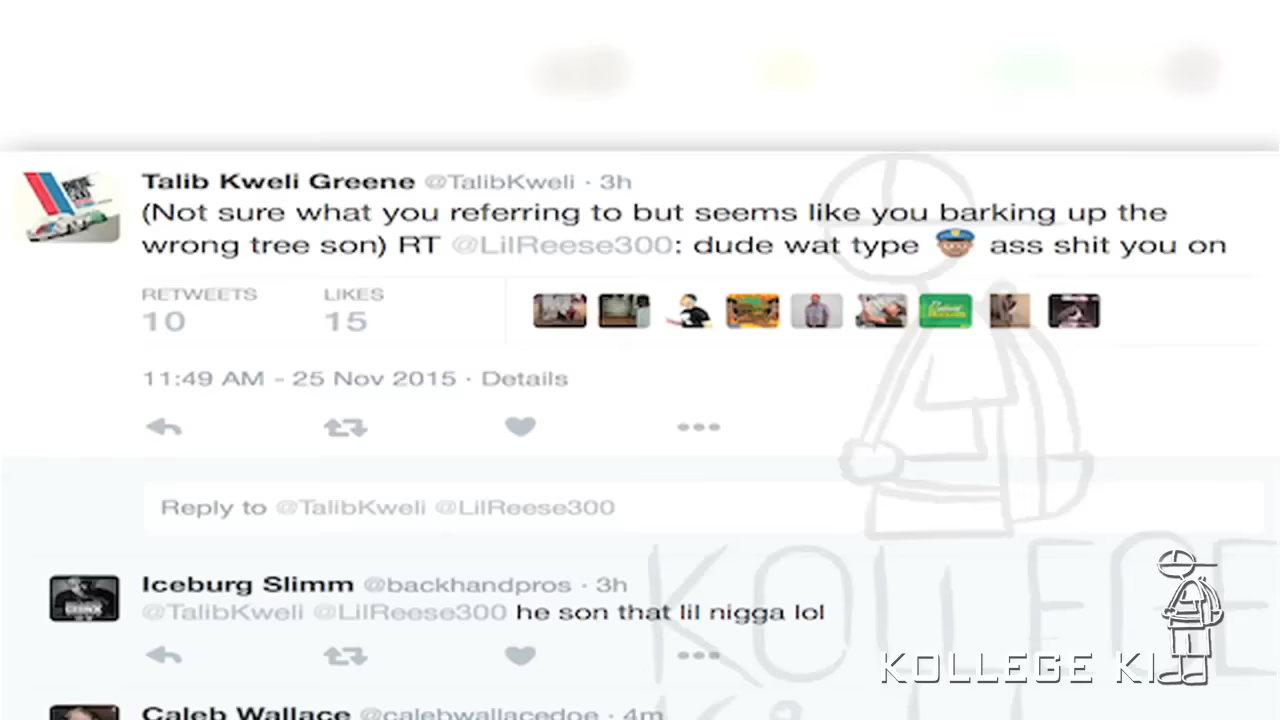 Talib Kweli Greene @TalibKweli · 3h
(Not sure what you referring to but seems like you barking up the
wrong tree son) RT @LilReese300: dude wat type 👮🏽 ass shit you on
RETWEETS LIKES
10 15
11:49 AM - 25 Nov 2015 · Details
Reply to @TalibKweli @LilReese300
Iceburg Slimm @backhandpros · 3h
@TalibKweli @LilReese300 he son that lil nigga lol
KOLLEGE
KOLLEGE KI
Caleb Wallace @calebwallacedoe · 4m